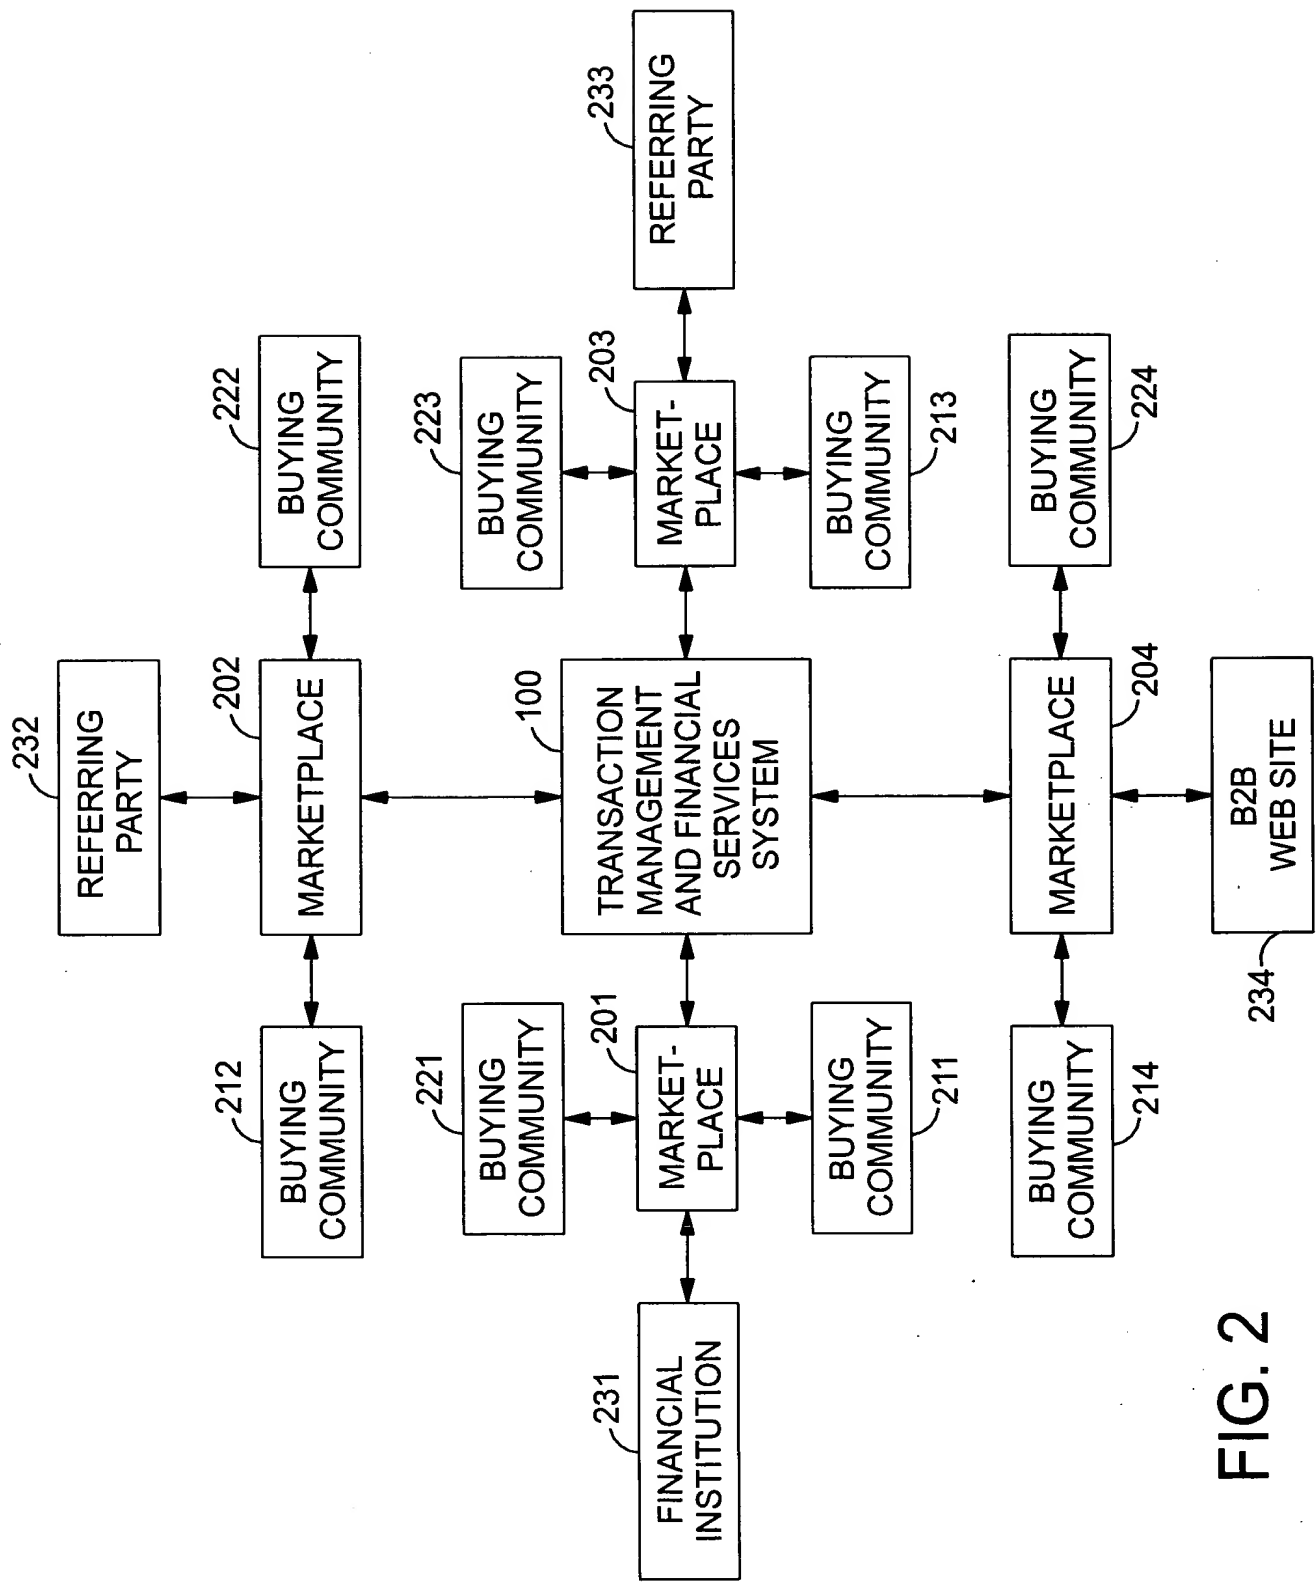 232
REFERRING
PARTY
212
BUYING
COMMUNITY
202
MARKETPLACE
222
BUYING
COMMUNITY
231
FINANCIAL
INSTITUTION
221
BUYING
COMMUNITY
201
MARKET-
PLACE
BUYING
COMMUNITY
211
100
TRANSACTION
MANAGEMENT
AND FINANCIAL
SERVICES
SYSTEM
223
BUYING
COMMUNITY
203
MARKET-
PLACE
BUYING
COMMUNITY
213
233
REFERRING
PARTY
BUYING
COMMUNITY
214
MARKETPLACE
204
BUYING
COMMUNITY
224
234
B2B
WEB SITE
FIG. 2